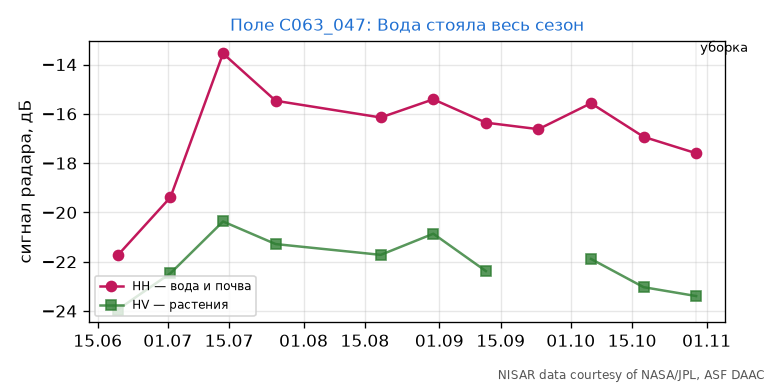 Поле C063_047: Вода стояла весь сезон
уборка
сигнал радара, дБ
−14
−16
−18
−20
−22
−24
HH — вода и почва
HV — растения
15.06 01.07 15.07 01.08 15.08 01.09 15.09 01.10 15.10 01.11
NISAR data courtesy of NASA/JPL, ASF DAAC